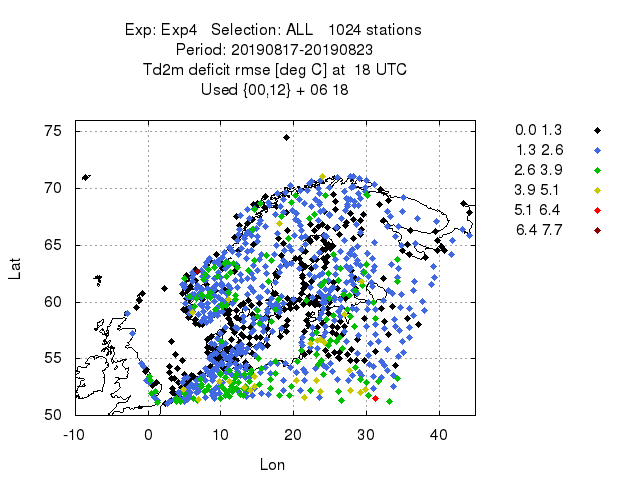 Exp: Exp4   Selection: ALL   1024 stations
Period: 20190817-20190823
Td2m deficit rmse [deg C] at  18 UTC
Used {00,12} + 06 18
0.0 1.3
1.3 2.6
2.6 3.9
3.9 5.1
5.1 6.4
6.4 7.7
75
70
65
60
55
50
Lat
-10 0 10 20 30 40
Lon